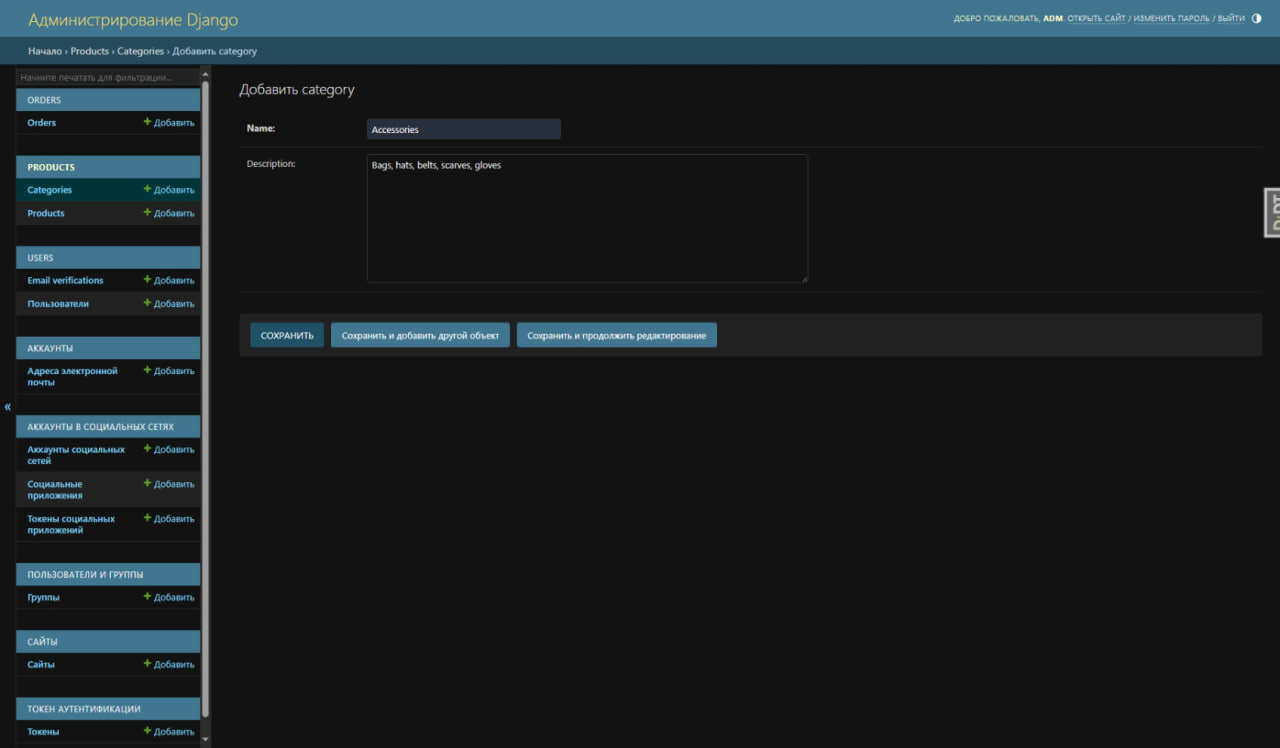 Администрирование Django
ДОБРО ПОЖАЛОВАТЬ, ADM. ОТКРЫТЬ САЙТ / ИЗМЕНИТЬ ПАРОЛЬ / ВЫЙТИ
Начало › Products › Categories › Добавить category
Начните печатать для фильтрации...
ORDERS
Orders + Добавить
PRODUCTS
Categories + Добавить
Products + Добавить
USERS
Email verifications + Добавить
Пользователи + Добавить
АККАУНТЫ
Адреса электронной + Добавить
почты
АККАУНТЫ В СОЦИАЛЬНЫХ СЕТЯХ
Аккаунты социальных + Добавить
сетей
Социальные + Добавить
приложения
Токены социальных + Добавить
приложений
ПОЛЬЗОВАТЕЛИ И ГРУППЫ
Группы + Добавить
САЙТЫ
Сайты + Добавить
ТОКЕН АУТЕНТИФИКАЦИИ
Токены + Добавить
«
Добавить category
Name: Accessories
Description: Bags, hats, belts, scarves, gloves
СОХРАНИТЬ Сохранить и добавить другой объект Сохранить и продолжить редактирование
DjDT